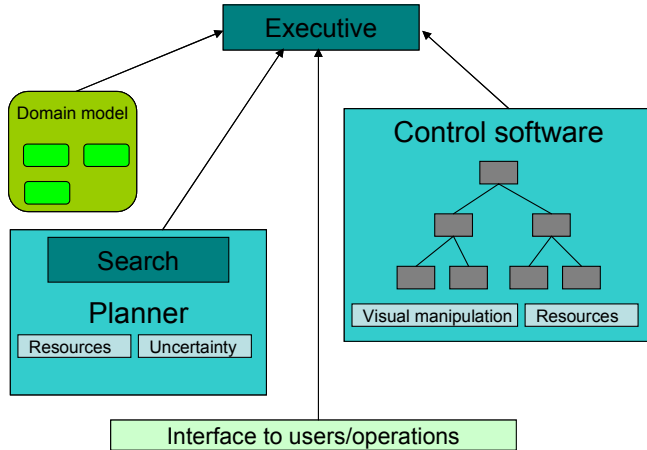 Executive
Domain model
Control software
Search
Planner
Resources
Uncertainty
Visual manipulation
Resources
Interface to users/operations